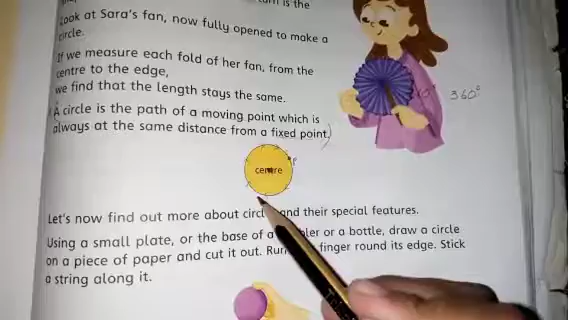 is the
Look at Sara's fan, now fully opened to make a
circle.
If we measure each fold of her fan, from the
centre to the edge,
we find that the length stays the same.
360°
A circle is the path of a moving point which is
always at the same distance from a fixed point.
P
centre
Let's now find out more about and their special features.
Using a small plate, or the base of a or a bottle, draw a circle
on a piece of paper and cut it out. finger round its edge. Stick
a string along it.